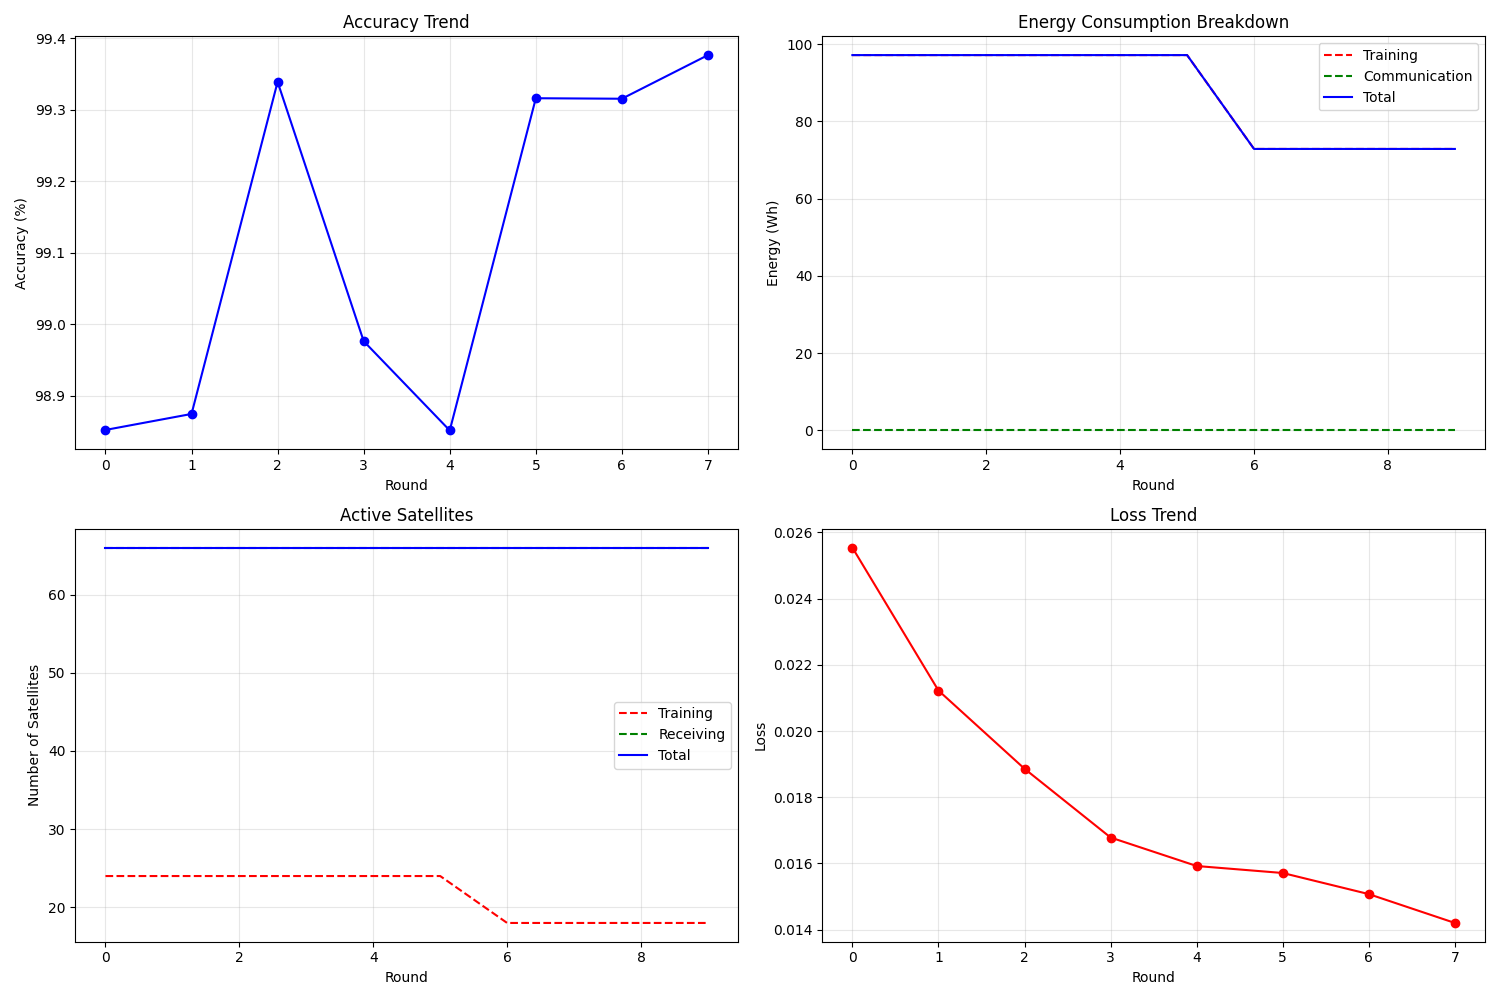 Accuracy Trend
Accuracy (%)
99.4
99.3
99.2
99.1
99.0
98.9
0 1 2 3 4 5 6 7
Round
Energy Consumption Breakdown
Energy (Wh)
100
80
60
40
20
0
Training
Communication
Total
0 2 4 6 8
Round
Active Satellites
Number of Satellites
60
50
40
30
20
Training
Receiving
Total
0 2 4 6 8
Round
Loss Trend
Loss
0.026
0.024
0.022
0.020
0.018
0.016
0.014
0 1 2 3 4 5 6 7
Round